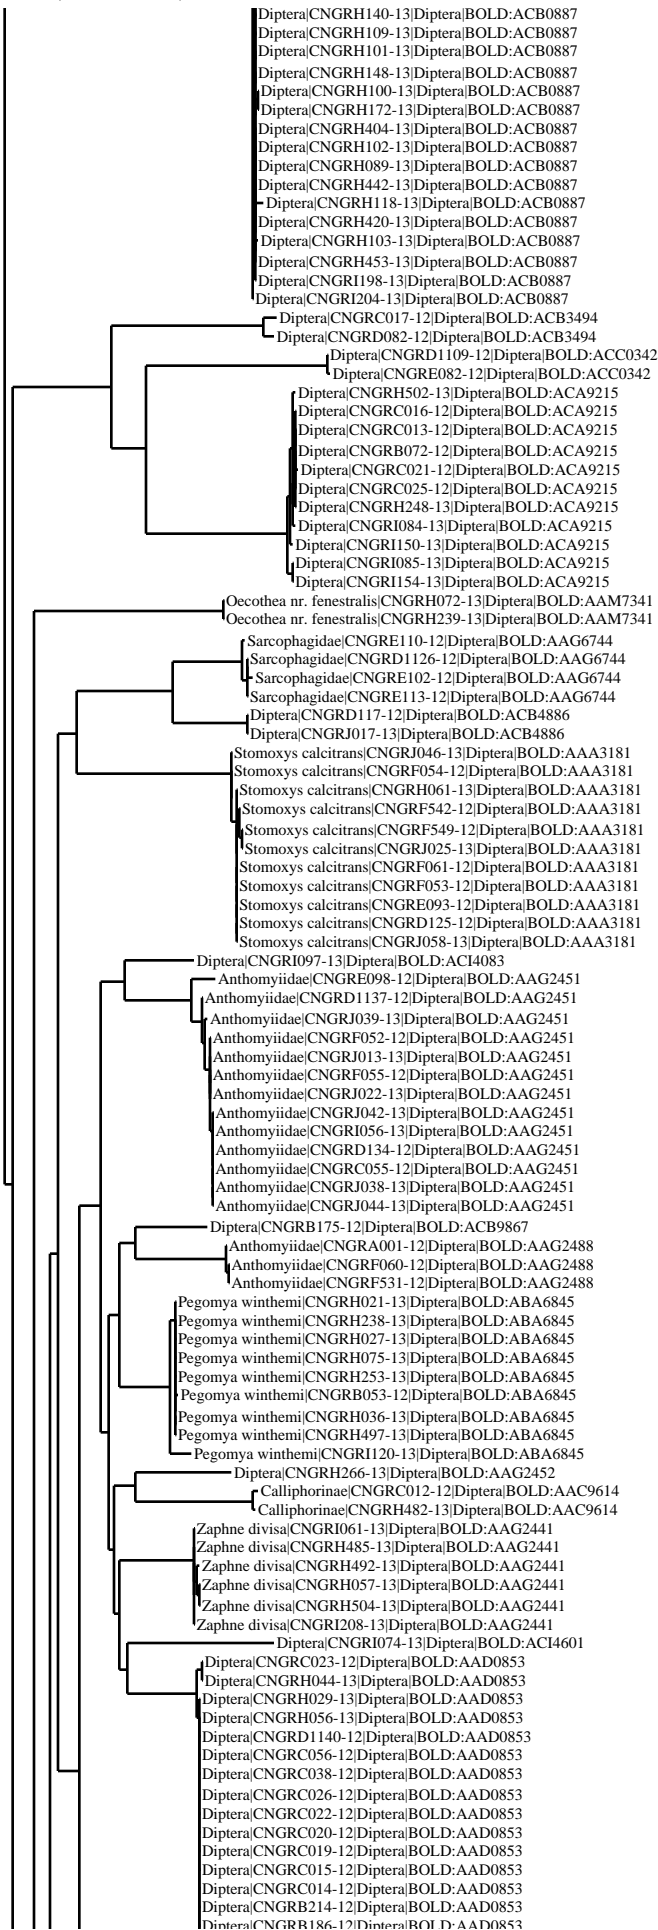 Diptera|CNGRH140-13|Diptera|BOLD:ACB0887
Diptera|CNGRH109-13|Diptera|BOLD:ACB0887
Diptera|CNGRH101-13|Diptera|BOLD:ACB0887
Diptera|CNGRH148-13|Diptera|BOLD:ACB0887
Diptera|CNGRH100-13|Diptera|BOLD:ACB0887
Diptera|CNGRH172-13|Diptera|BOLD:ACB0887
Diptera|CNGRH404-13|Diptera|BOLD:ACB0887
Diptera|CNGRH102-13|Diptera|BOLD:ACB0887
Diptera|CNGRH089-13|Diptera|BOLD:ACB0887
Diptera|CNGRH442-13|Diptera|BOLD:ACB0887
Diptera|CNGRH118-13|Diptera|BOLD:ACB0887
Diptera|CNGRH420-13|Diptera|BOLD:ACB0887
Diptera|CNGRH103-13|Diptera|BOLD:ACB0887
Diptera|CNGRH453-13|Diptera|BOLD:ACB0887
Diptera|CNGRI198-13|Diptera|BOLD:ACB0887
Diptera|CNGRI204-13|Diptera|BOLD:ACB0887
Diptera|CNGRC017-12|Diptera|BOLD:ACB3494
Diptera|CNGRD082-12|Diptera|BOLD:ACB3494
Diptera|CNGRD1109-12|Diptera|BOLD:ACC0342
Diptera|CNGRE082-12|Diptera|BOLD:ACC0342
Diptera|CNGRH502-13|Diptera|BOLD:ACA9215
Diptera|CNGRC016-12|Diptera|BOLD:ACA9215
Diptera|CNGRC013-12|Diptera|BOLD:ACA9215
Diptera|CNGRB072-12|Diptera|BOLD:ACA9215
Diptera|CNGRC021-12|Diptera|BOLD:ACA9215
Diptera|CNGRC025-12|Diptera|BOLD:ACA9215
Diptera|CNGRH248-13|Diptera|BOLD:ACA9215
Diptera|CNGRI084-13|Diptera|BOLD:ACA9215
Diptera|CNGRI150-13|Diptera|BOLD:ACA9215
Diptera|CNGRI085-13|Diptera|BOLD:ACA9215
Diptera|CNGRI154-13|Diptera|BOLD:ACA9215
Oecothea nr. fenestralis|CNGRH072-13|Diptera|BOLD:AAM7341
Oecothea nr. fenestralis|CNGRH239-13|Diptera|BOLD:AAM7341
Sarcophagidae|CNGRE110-12|Diptera|BOLD:AAG6744
Sarcophagidae|CNGRD1126-12|Diptera|BOLD:AAG6744
Sarcophagidae|CNGRE102-12|Diptera|BOLD:AAG6744
Sarcophagidae|CNGRE113-12|Diptera|BOLD:AAG6744
Diptera|CNGRD117-12|Diptera|BOLD:ACB4886
Diptera|CNGRJ017-13|Diptera|BOLD:ACB4886
Stomoxys calcitrans|CNGRJ046-13|Diptera|BOLD:AAA3181
Stomoxys calcitrans|CNGRF054-12|Diptera|BOLD:AAA3181
Stomoxys calcitrans|CNGRH061-13|Diptera|BOLD:AAA3181
Stomoxys calcitrans|CNGRF542-12|Diptera|BOLD:AAA3181
Stomoxys calcitrans|CNGRF549-12|Diptera|BOLD:AAA3181
Stomoxys calcitrans|CNGRJ025-13|Diptera|BOLD:AAA3181
Stomoxys calcitrans|CNGRF061-12|Diptera|BOLD:AAA3181
Stomoxys calcitrans|CNGRF053-12|Diptera|BOLD:AAA3181
Stomoxys calcitrans|CNGRE093-12|Diptera|BOLD:AAA3181
Stomoxys calcitrans|CNGRD125-12|Diptera|BOLD:AAA3181
Stomoxys calcitrans|CNGRJ058-13|Diptera|BOLD:AAA3181
Diptera|CNGRI097-13|Diptera|BOLD:ACI4083
Anthomyiidae|CNGRE098-12|Diptera|BOLD:AAG2451
Anthomyiidae|CNGRD1137-12|Diptera|BOLD:AAG2451
Anthomyiidae|CNGRJ039-13|Diptera|BOLD:AAG2451
Anthomyiidae|CNGRF052-12|Diptera|BOLD:AAG2451
Anthomyiidae|CNGRJ013-13|Diptera|BOLD:AAG2451
Anthomyiidae|CNGRF055-12|Diptera|BOLD:AAG2451
Anthomyiidae|CNGRJ022-13|Diptera|BOLD:AAG2451
Anthomyiidae|CNGRJ042-13|Diptera|BOLD:AAG2451
Anthomyiidae|CNGRI056-13|Diptera|BOLD:AAG2451
Anthomyiidae|CNGRD134-12|Diptera|BOLD:AAG2451
Anthomyiidae|CNGRC055-12|Diptera|BOLD:AAG2451
Anthomyiidae|CNGRJ038-13|Diptera|BOLD:AAG2451
Anthomyiidae|CNGRJ044-13|Diptera|BOLD:AAG2451
Diptera|CNGRB175-12|Diptera|BOLD:ACB9867
Anthomyiidae|CNGRA001-12|Diptera|BOLD:AAG2488
Anthomyiidae|CNGRF060-12|Diptera|BOLD:AAG2488
Anthomyiidae|CNGRF531-12|Diptera|BOLD:AAG2488
Pegomya winthemi|CNGRH021-13|Diptera|BOLD:ABA6845
Pegomya winthemi|CNGRH238-13|Diptera|BOLD:ABA6845
Pegomya winthemi|CNGRH027-13|Diptera|BOLD:ABA6845
Pegomya winthemi|CNGRH075-13|Diptera|BOLD:ABA6845
Pegomya winthemi|CNGRH253-13|Diptera|BOLD:ABA6845
Pegomya winthemi|CNGRB053-12|Diptera|BOLD:ABA6845
Pegomya winthemi|CNGRH036-13|Diptera|BOLD:ABA6845
Pegomya winthemi|CNGRH497-13|Diptera|BOLD:ABA6845
Pegomya winthemi|CNGRI120-13|Diptera|BOLD:ABA6845
Diptera|CNGRH266-13|Diptera|BOLD:AAG2452
Calliphorinae|CNGRC012-12|Diptera|BOLD:AAC9614
Calliphorinae|CNGRH482-13|Diptera|BOLD:AAC9614
Zaphne divisa|CNGRI061-13|Diptera|BOLD:AAG2441
Zaphne divisa|CNGRH485-13|Diptera|BOLD:AAG2441
Zaphne divisa|CNGRH492-13|Diptera|BOLD:AAG2441
Zaphne divisa|CNGRH057-13|Diptera|BOLD:AAG2441
Zaphne divisa|CNGRH504-13|Diptera|BOLD:AAG2441
Zaphne divisa|CNGRI208-13|Diptera|BOLD:AAG2441
Diptera|CNGRI074-13|Diptera|BOLD:ACI4601
Diptera|CNGRC023-12|Diptera|BOLD:AAD0853
Diptera|CNGRH044-13|Diptera|BOLD:AAD0853
Diptera|CNGRH029-13|Diptera|BOLD:AAD0853
Diptera|CNGRH056-13|Diptera|BOLD:AAD0853
Diptera|CNGRD1140-12|Diptera|BOLD:AAD0853
Diptera|CNGRC056-12|Diptera|BOLD:AAD0853
Diptera|CNGRC038-12|Diptera|BOLD:AAD0853
Diptera|CNGRC026-12|Diptera|BOLD:AAD0853
Diptera|CNGRC022-12|Diptera|BOLD:AAD0853
Diptera|CNGRC020-12|Diptera|BOLD:AAD0853
Diptera|CNGRC019-12|Diptera|BOLD:AAD0853
Diptera|CNGRC015-12|Diptera|BOLD:AAD0853
Diptera|CNGRC014-12|Diptera|BOLD:AAD0853
Diptera|CNGRB214-12|Diptera|BOLD:AAD0853
Diptera|CNGRB186-12|Diptera|BOLD:AAD0853